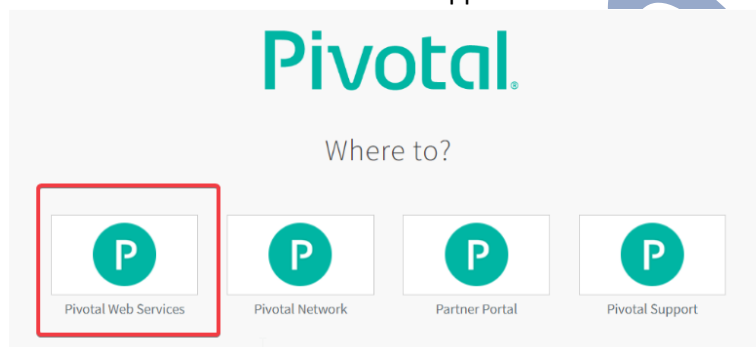 Pivotal®
Where to?
P P P P
Pivotal Web Services Pivotal Network Partner Portal Pivotal Support